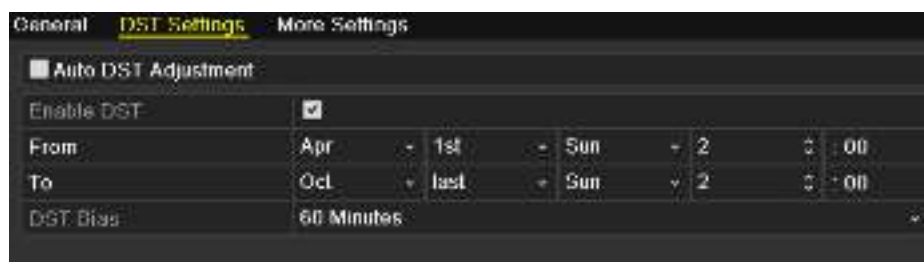 General DST Settings More Settings
Auto DST Adjustment
Enable DST
From Apr 1st Sun 2 : 00
To Oct last Sun 2 : 00
DST Bias 60 Minutes